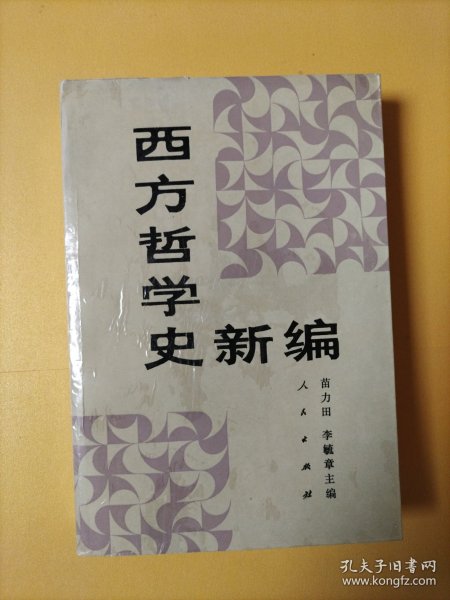 西方哲学史新编
苗力田 李毓章主编
人民出版社
孔夫子旧书网
www.kongfz.com